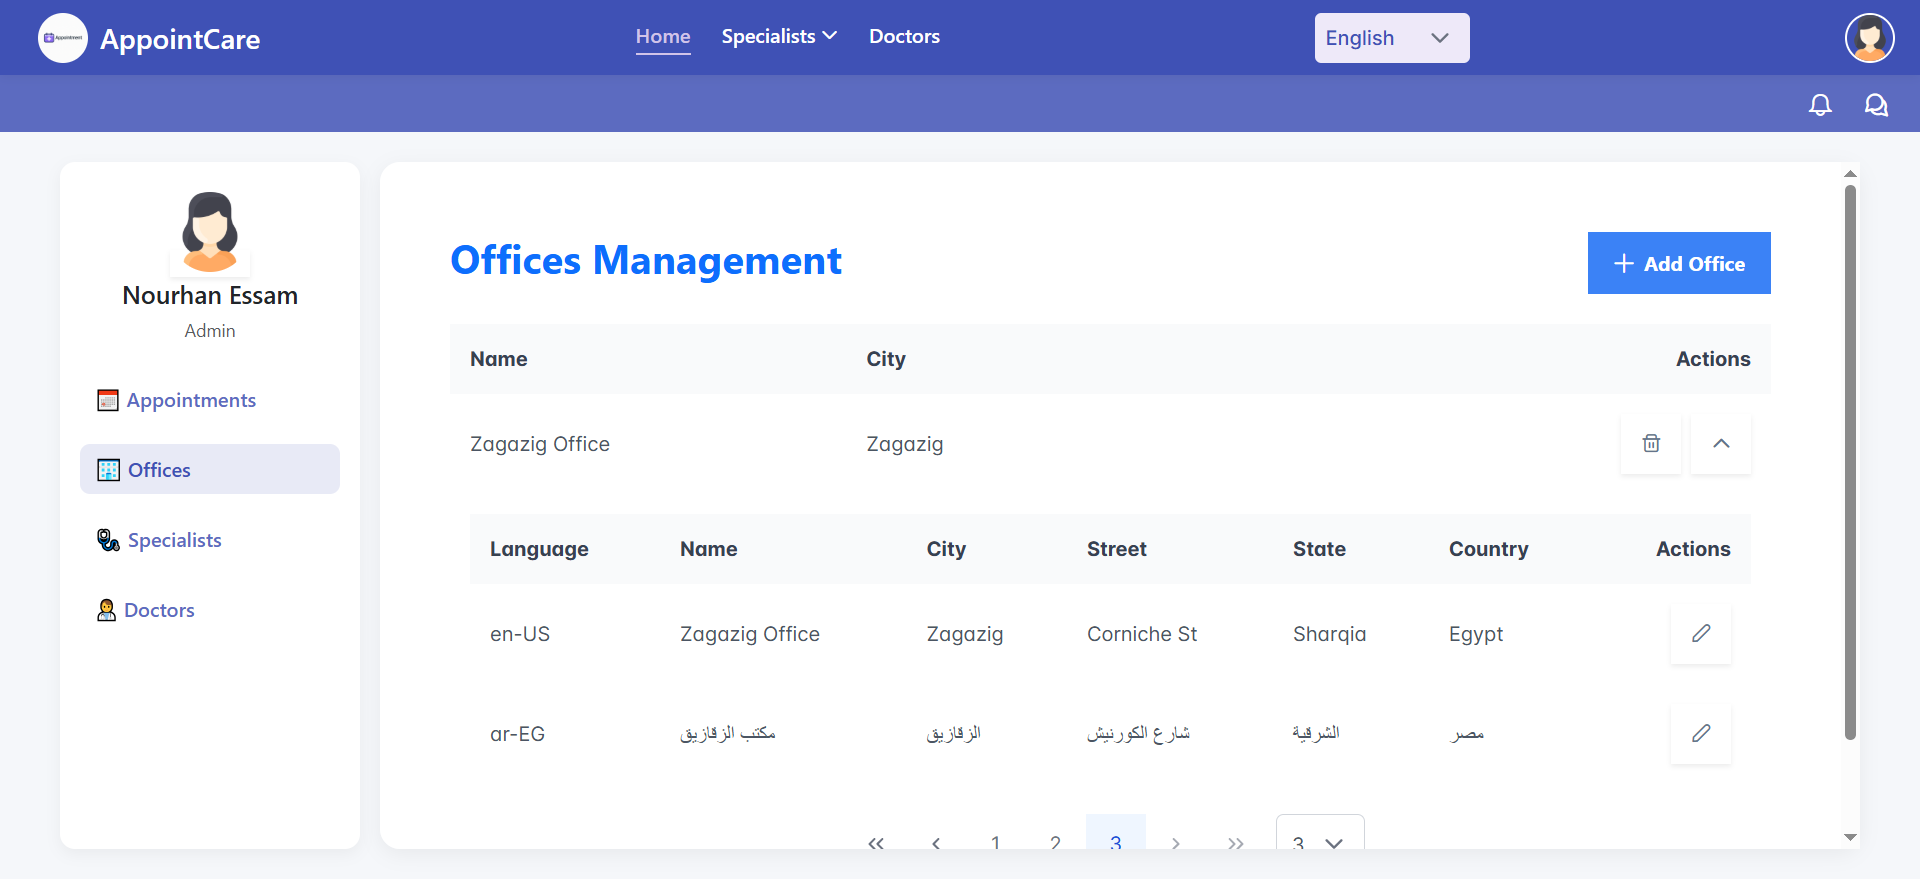 Appointment
AppointCare
Home
Specialists
Doctors
English
Nourhan Essam
Admin
Appointments
Offices
Specialists
Doctors
Offices Management
Add Office
Name City Actions
Zagazig Office Zagazig
Language Name City Street State Country Actions
en-US Zagazig Office Zagazig Corniche St Sharqia Egypt
ar-EG مكتب الزقازيق الزقازيق شارع الكورنيش الشرقية مصر
« ‹ 1 2 3 › » 3